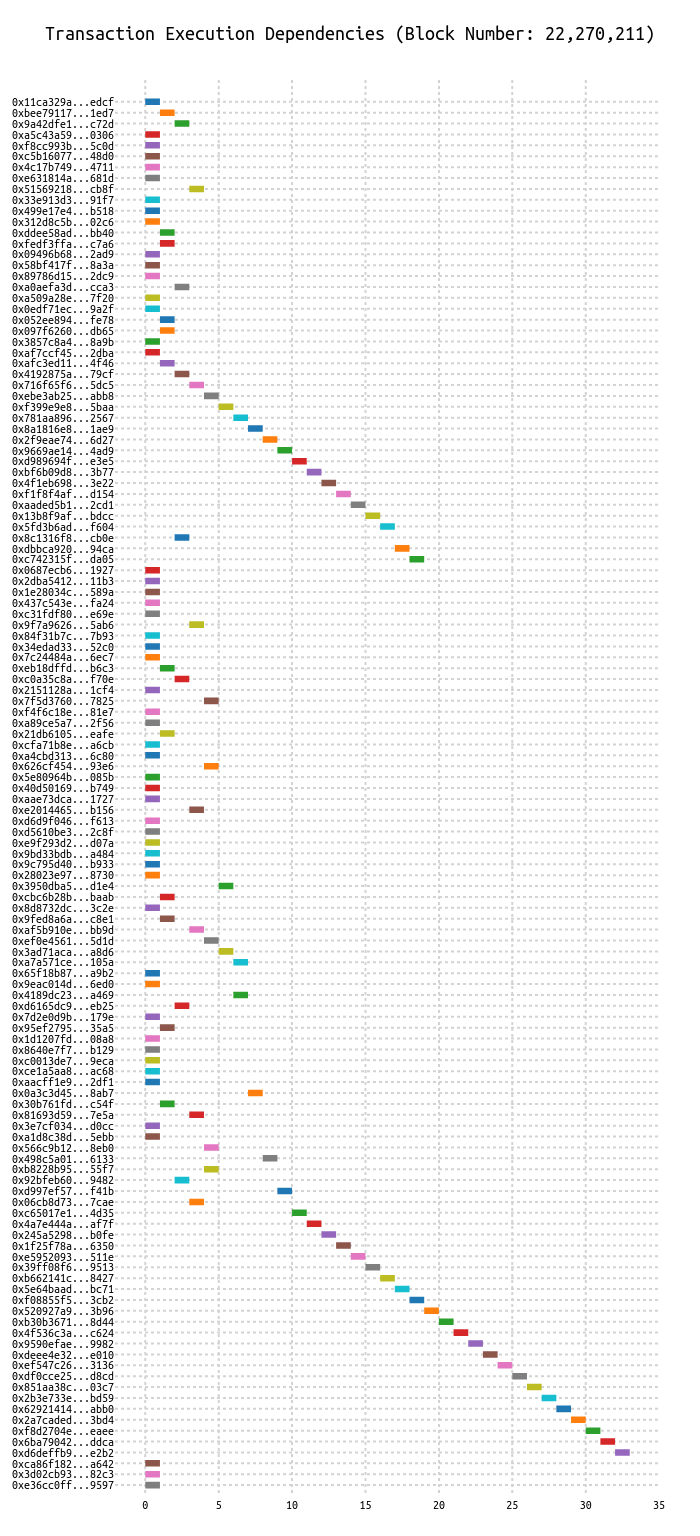 Transaction Execution Dependencies (Block Number: 22,270,211)
0x11ca329a...edcf
0xbee79117...1ed7
0x9a42dfe1...c72d
0xa5c43a59...0306
0xf8cc993b...5c0d
0xc5b16077...48d0
0x4c17b749...4711
0xe631814a...681d
0x51569218...cb8f
0x33e913d3...91f7
0x499e17e4...b518
0x312d8c5b...02c6
0xddee58ad...bb40
0xfedf3ffa...c7a6
0x09496b68...2ad9
0x58bf417f...8a3a
0x89786d15...2dc9
0xa0aefa3d...cca3
0xa509a28e...7f20
0x0edf71ec...9a2f
0x052ee894...fe78
0x097f6260...db65
0x3857c8a4...8a9b
0xaf7ccf45...2dba
0xafc3ed11...4f46
0x4192875a...79cf
0x716f65f6...5dc5
0xebe3ab25...abb8
0xf399e9e8...5baa
0x781aa896...2567
0x8a1816e8...1ae9
0x2f9eae74...6d27
0x9669ae14...4ad9
0xd989694f...e3e5
0xbf6b09d8...3b77
0x4f1eb698...3e22
0xf1f8f4af...d154
0xaaded5b1...2cd1
0x13b8f9af...bdcc
0x5fd3b6ad...f604
0x8c1316f8...cb0e
0xdbbca920...94ca
0xc742315f...da05
0x0687ecb6...1927
0x2dba5412...11b3
0x1e28034c...589a
0x437c543e...fa24
0xc31fdf80...e69e
0x9f7a9626...5ab6
0x84f31b7c...7b93
0x34edad33...52c0
0x7c24484a...6ec7
0xeb18dffd...b6c3
0xc0a35c8a...f70e
0x2151128a...1cf4
0x7f5d3760...7825
0xf4f6c18e...81e7
0xa89ce5a7...2f56
0x21db6105...eafe
0xcfa71b8e...a6cb
0xa4cbd313...6c80
0x626cf454...93e6
0x5e80964b...085b
0x40d50169...b749
0xaae73dca...1727
0xe2014465...b156
0xd6d9f046...f613
0xd5610be3...2c8f
0xe9f293d2...d07a
0x9bd33bdb...a484
0x9c795d40...b933
0x28023e97...8730
0x3950dba5...d1e4
0xcbc6b28b...baab
0x8d8732dc...3c2e
0x9fed8a6a...c8e1
0xaf5b910e...bb9d
0xef0e4561...5d1d
0x3ad71aca...a8d6
0xa7a571ce...105a
0x65f18b87...a9b2
0x9eac014d...6ed0
0x4189dc23...a469
0xd6165dc9...eb25
0x7d2e0d9b...179e
0x95ef2795...35a5
0x1d1207fd...08a8
0x8640e7f7...b129
0xc0013de7...9eca
0xce1a5aa8...ac68
0xaacff1e9...2df1
0x0a3c3d45...8ab7
0x30b761fd...c54f
0x81693d59...7e5a
0x3e7cf034...d0cc
0xa1d8c38d...5ebb
0x566c9b12...8eb0
0x498c5a01...6133
0xb8228b95...55f7
0x92bfeb60...9482
0xd997ef57...f41b
0x06cb8d73...7cae
0xc65017e1...4d35
0x4a7e444a...af7f
0x245a5298...b0fe
0x1f25f78a...6350
0xe5952093...511e
0x39ff08f6...9513
0xb662141c...8427
0x5e64baad...bc71
0xf08855f5...3cb2
0x520927a9...3b96
0xb30b3671...8d44
0x4f536c3a...c624
0x9590efae...9982
0xdeee4e32...e010
0xef547c26...3136
0xdf0cce25...d8cd
0x851aa38c...03c7
0x2b3e733e...bd59
0x62921414...abb0
0x2a7caded...3bd4
0xf8d2704e...eaee
0x6ba79042...ddca
0xd6deffb9...e2b2
0xca86f182...a642
0x3d02cb93...82c3
0xe36cc0ff...9597
0 5 10 15 20 25 30 35